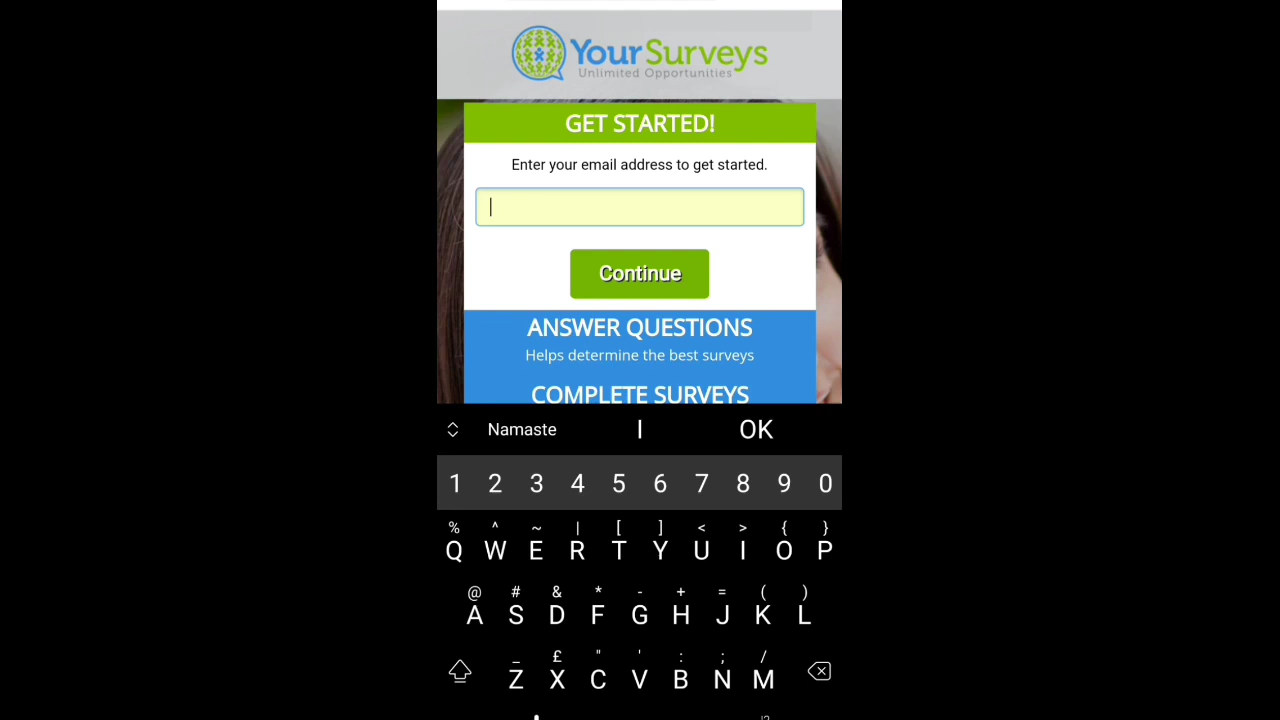 YourSurveys
Unlimited Opportunities
GET STARTED!
Enter your email address to get started.
Continue
ANSWER QUESTIONS
Helps determine the best surveys
COMPLETE SURVEYS
Namaste I OK
1 2 3 4 5 6 7 8 9 0
% ^ ~ | [ ] < > { }
Q W E R T Y U I O P
@ # & * - + = ( )
A S D F G H J K L
_ £ " ' : ; /
Z X C V B N M